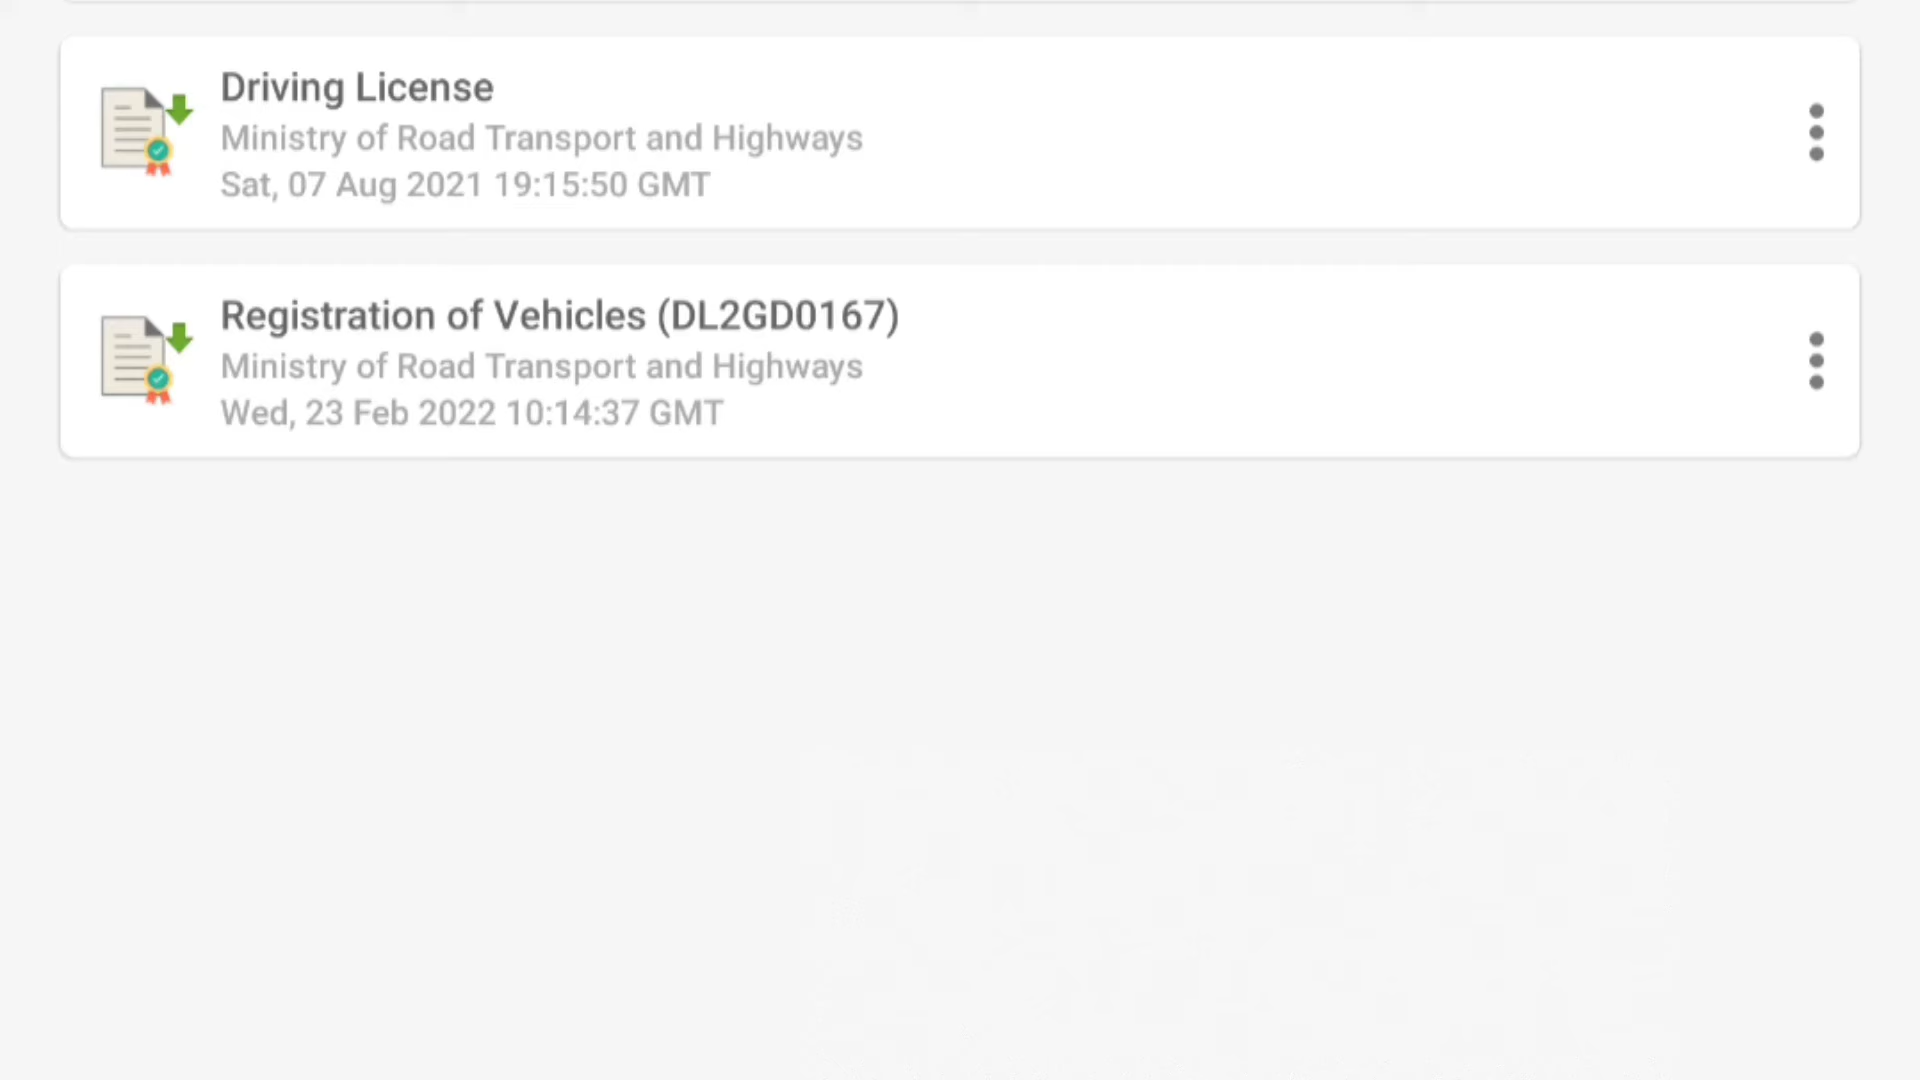 Driving License
Ministry of Road Transport and Highways
Sat, 07 Aug 2021 19:15:50 GMT
Registration of Vehicles (DL2GD0167)
Ministry of Road Transport and Highways
Wed, 23 Feb 2022 10:14:37 GMT